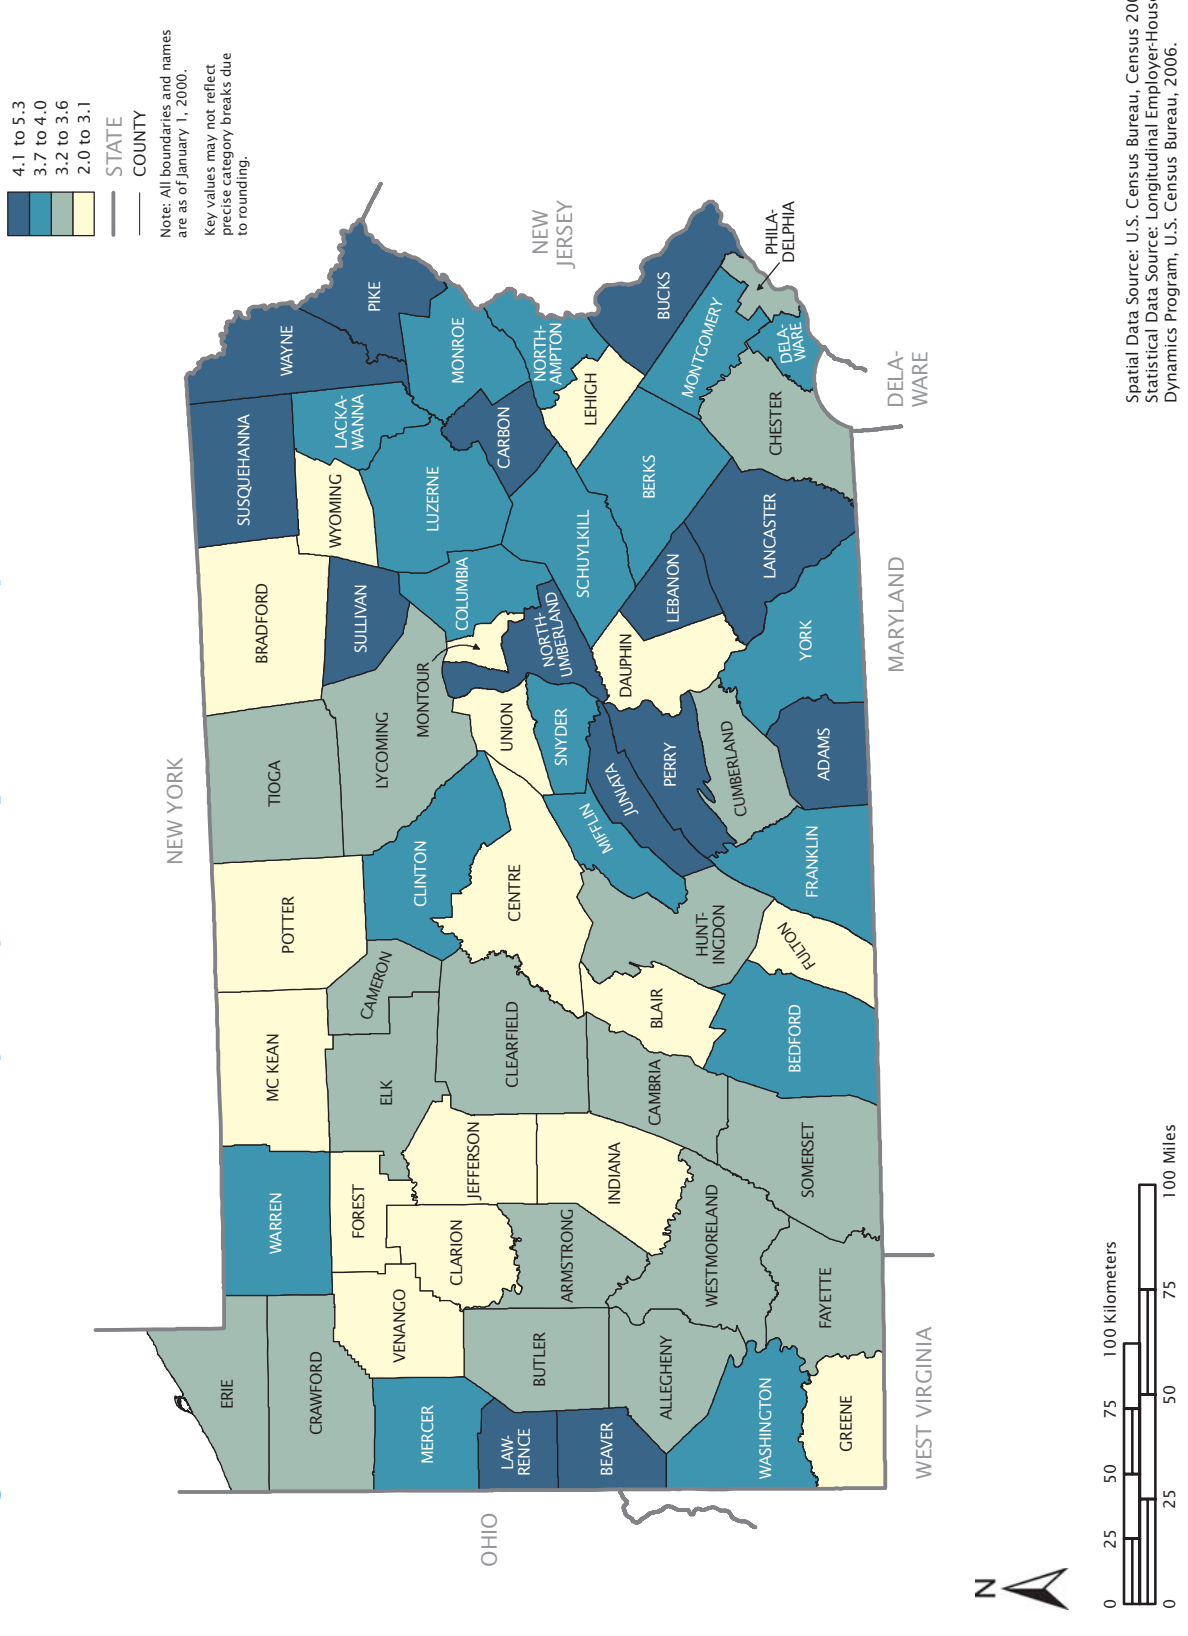 4.1 to 5.3
3.7 to 4.0
3.2 to 3.6
2.0 to 3.1
STATE
COUNTY
Note: All boundaries and names
are as of January 1, 2000.
Key values may not reflect
precise category breaks due
to rounding.
NEW YORK
ERIE
CRAWFORD
WARREN
MC KEAN
POTTER
TIOGA
BRADFORD
SUSQUEHANNA
WAYNE
PIKE
FOREST
VENANGO
ELK
CAMERON
CLINTON
LYCOMING
SULLIVAN
WYOMING
LACKA-
WANNA
MERCER
CLARION
JEFFERSON
CLEARFIELD
CENTRE
MONTOUR
COLUMBIA
LUZERNE
MONROE
OHIO
LAW-
RENCE
BUTLER
ARMSTRONG
UNION
SNYDER
NORTH-
UMBERLAND
CARBON
NORTH-
AMPTON
NEW
JERSEY
BEAVER
INDIANA
MIFFLIN
JUNIATA
DAUPHIN
SCHUYLKILL
LEHIGH
ALLEGHENY
WESTMORELAND
CAMBRIA
BLAIR
HUNT-
INGDON
PERRY
LEBANON
BERKS
BUCKS
CUMBERLAND
MONTGOMERY
PHILA-
DELPHIA
WASHINGTON
LANCASTER
CHESTER
DELA-
WARE
GREENE
FAYETTE
SOMERSET
BEDFORD
FULTON
FRANKLIN
ADAMS
YORK
WEST VIRGINIA
MARYLAND
DELA-
WARE
N
0 25 50 75 100 Kilometers
0 25 50 75 100 Miles
Spatial Data Source: U.S. Census Bureau, Census
Statistical Data Source: Longitudinal
Dynamics Program, U.S. Census Bureau, 2006.